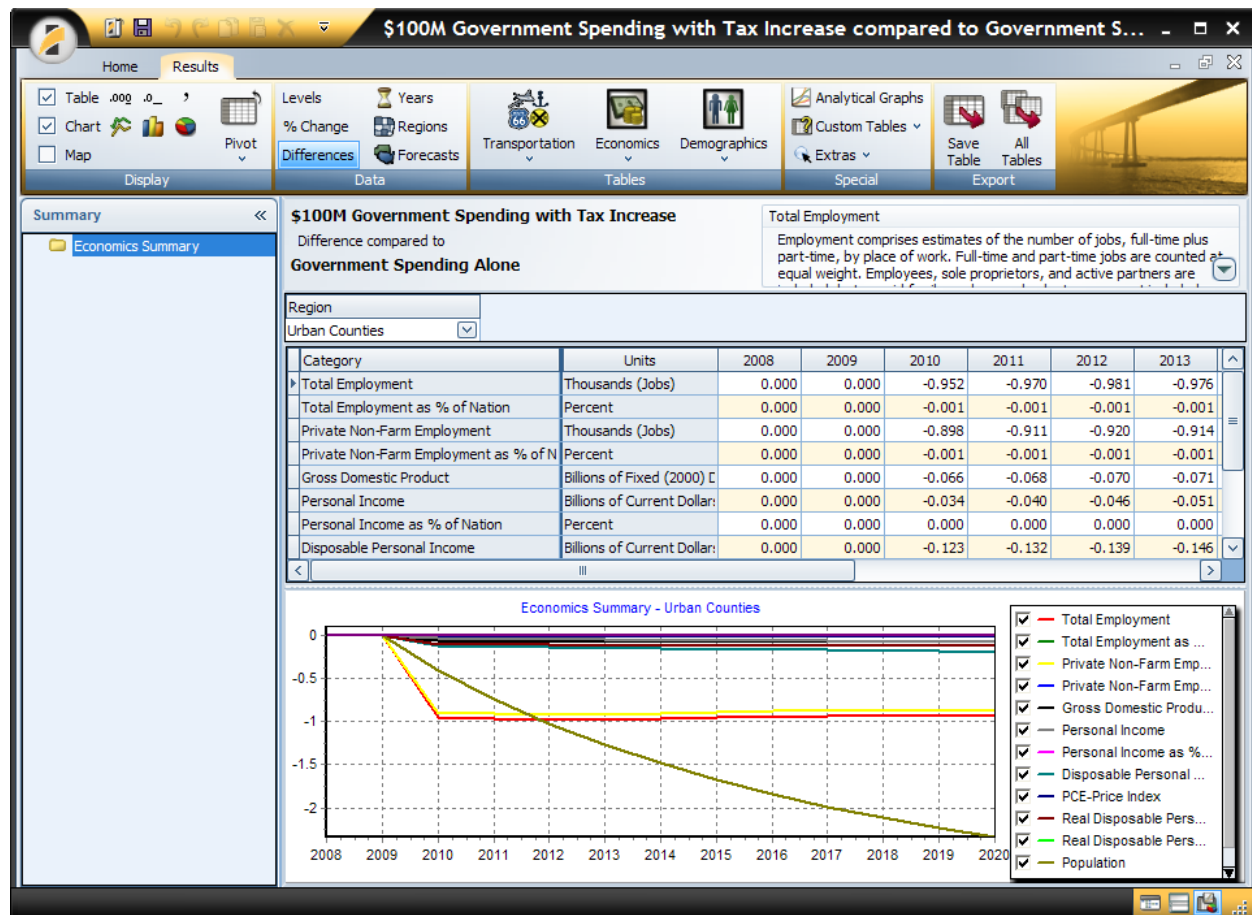 $100M Government Spending with Tax Increase compared to Government S...
Home Results
Table .000 .0_ ,
Chart
Map
Pivot
Display
Levels
% Change
Differences
Years
Regions
Forecasts
Data
Transportation
Economics
Demographics
Tables
Analytical Graphs
Custom Tables
Extras
Special
Save Table
All Tables
Export
Summary «
Economics Summary
$100M Government Spending with Tax Increase
Difference compared to
Government Spending Alone
Total Employment
Employment comprises estimates of the number of jobs, full-time plus
part-time, by place of work. Full-time and part-time jobs are counted at
equal weight. Employees, sole proprietors, and active partners are
Region
Urban Counties
Category Units 2008 2009 2010 2011 2012 2013
Total Employment Thousands (Jobs) 0.000 0.000 -0.952 -0.970 -0.981 -0.976
Total Employment as % of Nation Percent 0.000 0.000 -0.001 -0.001 -0.001 -0.001
Private Non-Farm Employment Thousands (Jobs) 0.000 0.000 -0.898 -0.911 -0.920 -0.914
Private Non-Farm Employment as % of N Percent 0.000 0.000 -0.001 -0.001 -0.001 -0.001
Gross Domestic Product Billions of Fixed (2000) D 0.000 0.000 -0.066 -0.068 -0.070 -0.071
Personal Income Billions of Current Dollars 0.000 0.000 -0.034 -0.040 -0.046 -0.051
Personal Income as % of Nation Percent 0.000 0.000 0.000 0.000 0.000 0.000
Disposable Personal Income Billions of Current Dollars 0.000 0.000 -0.123 -0.132 -0.139 -0.146
Economics Summary - Urban Counties
0
-0.5
-1
-1.5
-2
2008 2009 2010 2011 2012 2013 2014 2015 2016 2017 2018 2019 2020
Total Employment
Total Employment as ...
Private Non-Farm Emp...
Private Non-Farm Emp...
Gross Domestic Produ...
Personal Income
Personal Income as %...
Disposable Personal ...
PCE-Price Index
Real Disposable Pers...
Real Disposable Pers...
Population